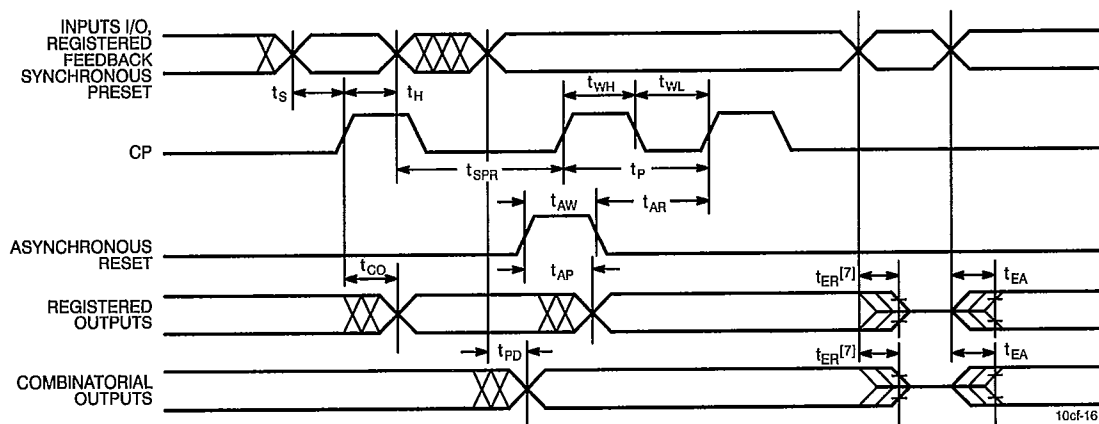 INPUTS I/O,
REGISTERED
FEEDBACK
SYNCHRONOUS
PRESET
tS
tH
tWH
tWL
CP
tSPR
tP
tAW
tAR
ASYNCHRONOUS
RESET
tCO
tAP
tER[7]
tEA
REGISTERED
OUTPUTS
tPD
tER[7]
tEA
COMBINATORIAL
OUTPUTS
10cf-16